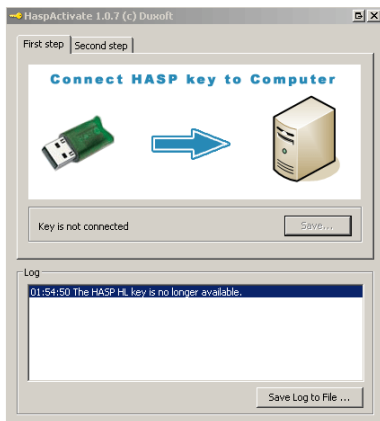 HaspActivate 1.0.7 (c) Duxoft
First step
Second step
Connect HASP key to Computer
Key is not connected
Save...
Log
01:54:50 The HASP HL key is no longer available.
Save Log to File ...